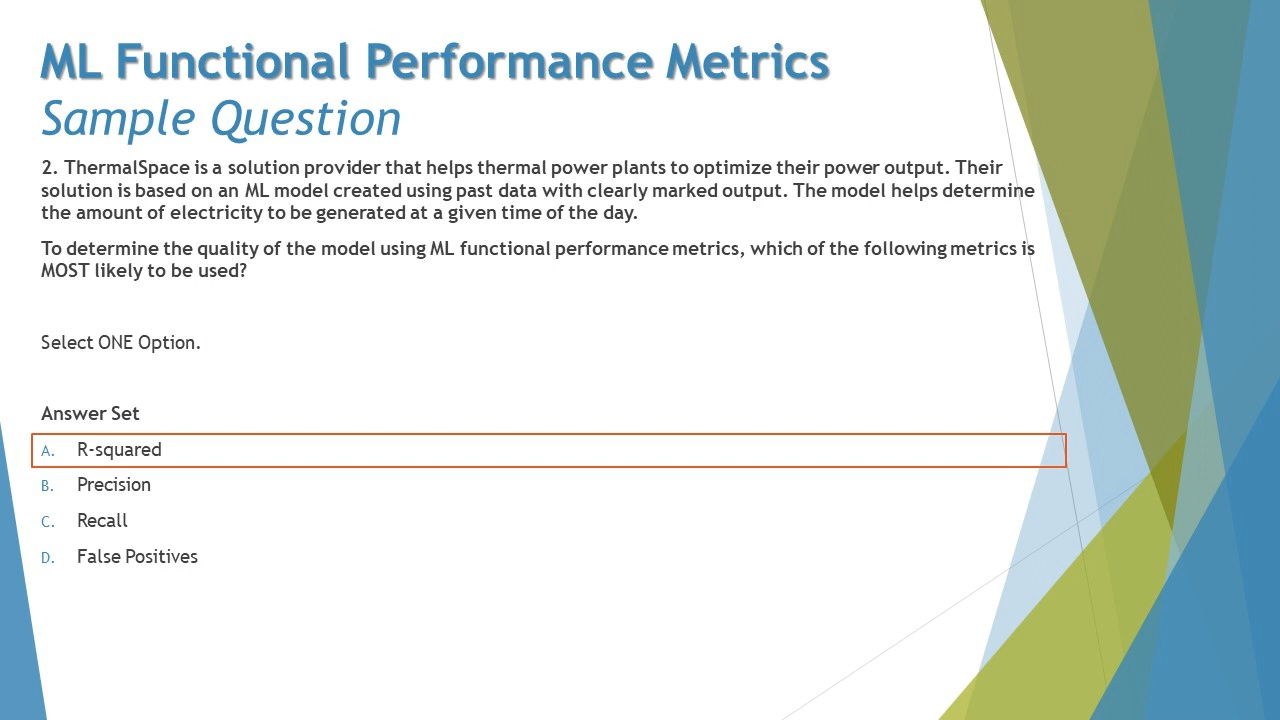 ML Functional Performance Metrics
Sample Question
2. ThermalSpace is a solution provider that helps thermal power plants to optimize their power output. Their
solution is based on an ML model created using past data with clearly marked output. The model helps determine
the amount of electricity to be generated at a given time of the day.
To determine the quality of the model using ML functional performance metrics, which of the following metrics is
MOST likely to be used?
Select ONE Option.
Answer Set
A. R-squared
B. Precision
C. Recall
D. False Positives